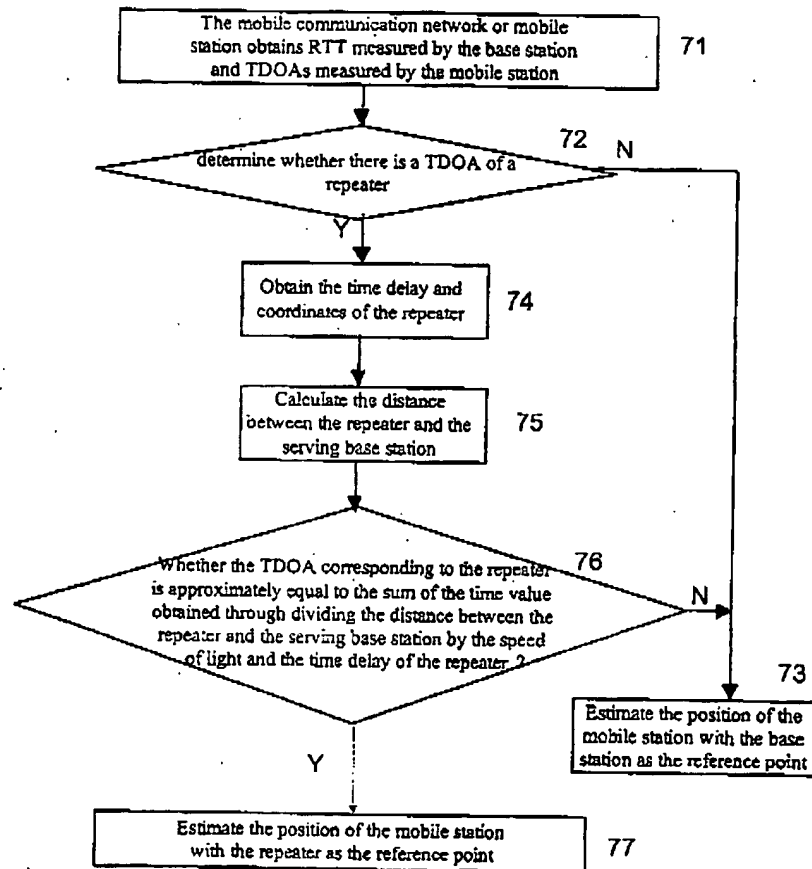 The mobile communication network or mobile
station obtains RTT measured by the base station
and TDOAs measured by the mobile station
71
72
N
determine whether there is a TDOA of a
repeater
Y
Obtain the time delay and
coordinates of the repeater
74
Calculate the distance
between the repeater and the
serving base station
75
76
Whether the TDOA corresponding to the repeater
is approximately equal to the sum of the time value
obtained through dividing the distance between the
repeater and the serving base station by the speed
of light and the time delay of the repeater ?
N
73
Estimate the position of the
mobile station with the base
station as the reference point
Y
Estimate the position of the mobile station
with the repeater as the reference point
77